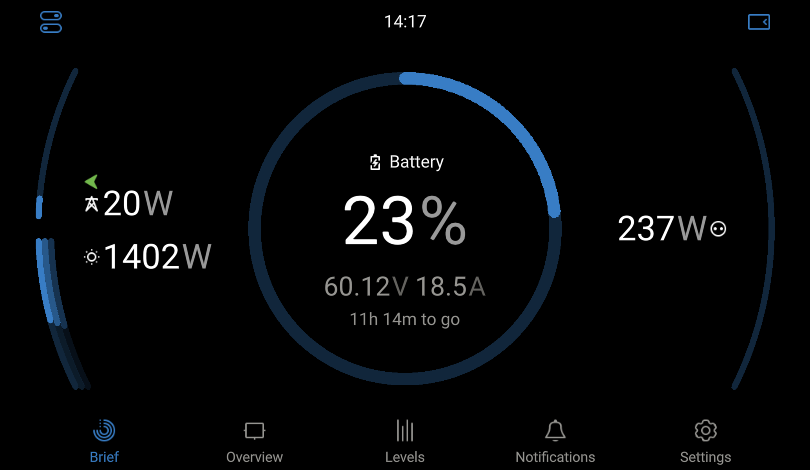 14:17
Battery
20W
23%
237W
1402W
60.12V 18.5A
11h 14m to go
Brief
Overview
Levels
Notifications
Settings